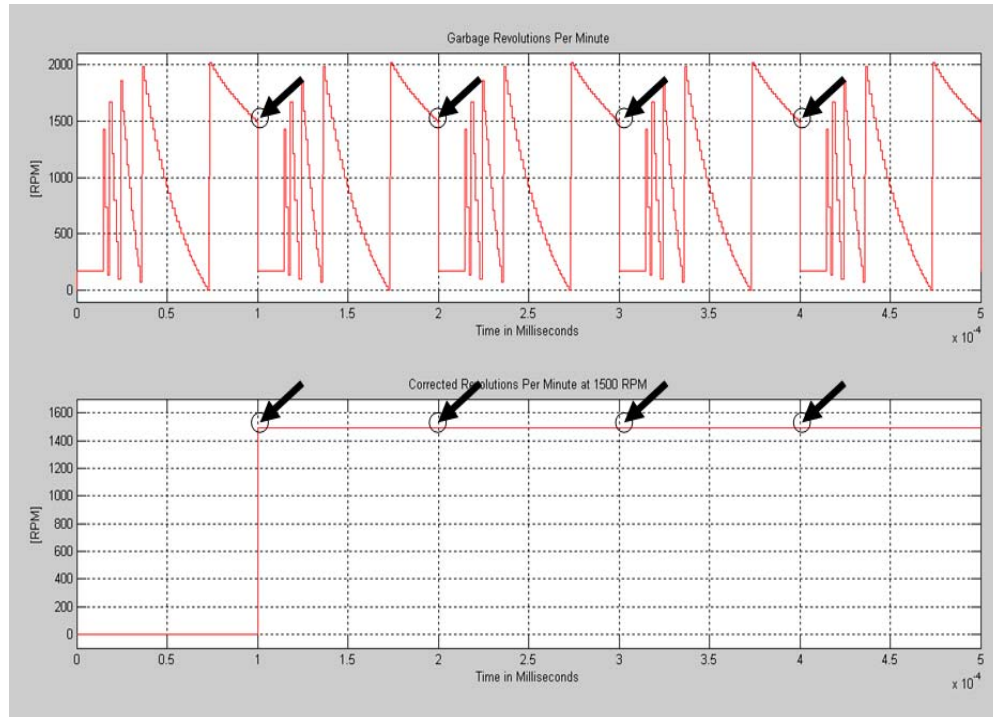 Garbage Revolutions Per Minute
2000
1500
1000
500
0
[RPM]
0 0.5 1 1.5 2 2.5 3 3.5 4 4.5 5
Time in Milliseconds
x 10-4
Corrected Revolutions Per Minute at 1500 RPM
1600
1400
1200
1000
800
600
400
200
0
[RPM]
0 0.5 1 1.5 2 2.5 3 3.5 4 4.5 5
Time in Milliseconds
x 10-4